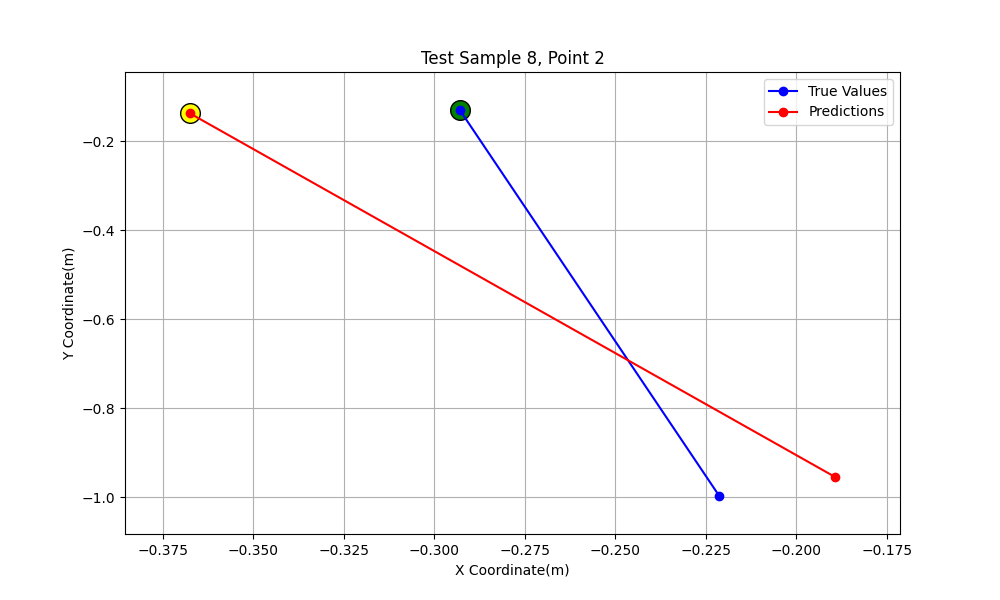 Test Sample 8, Point 2
True Values
Predictions
Y Coordinate(m)
−0.2
−0.4
−0.6
−0.8
−1.0
−0.375 −0.350 −0.325 −0.300 −0.275 −0.250 −0.225 −0.200 −0.175
X Coordinate(m)